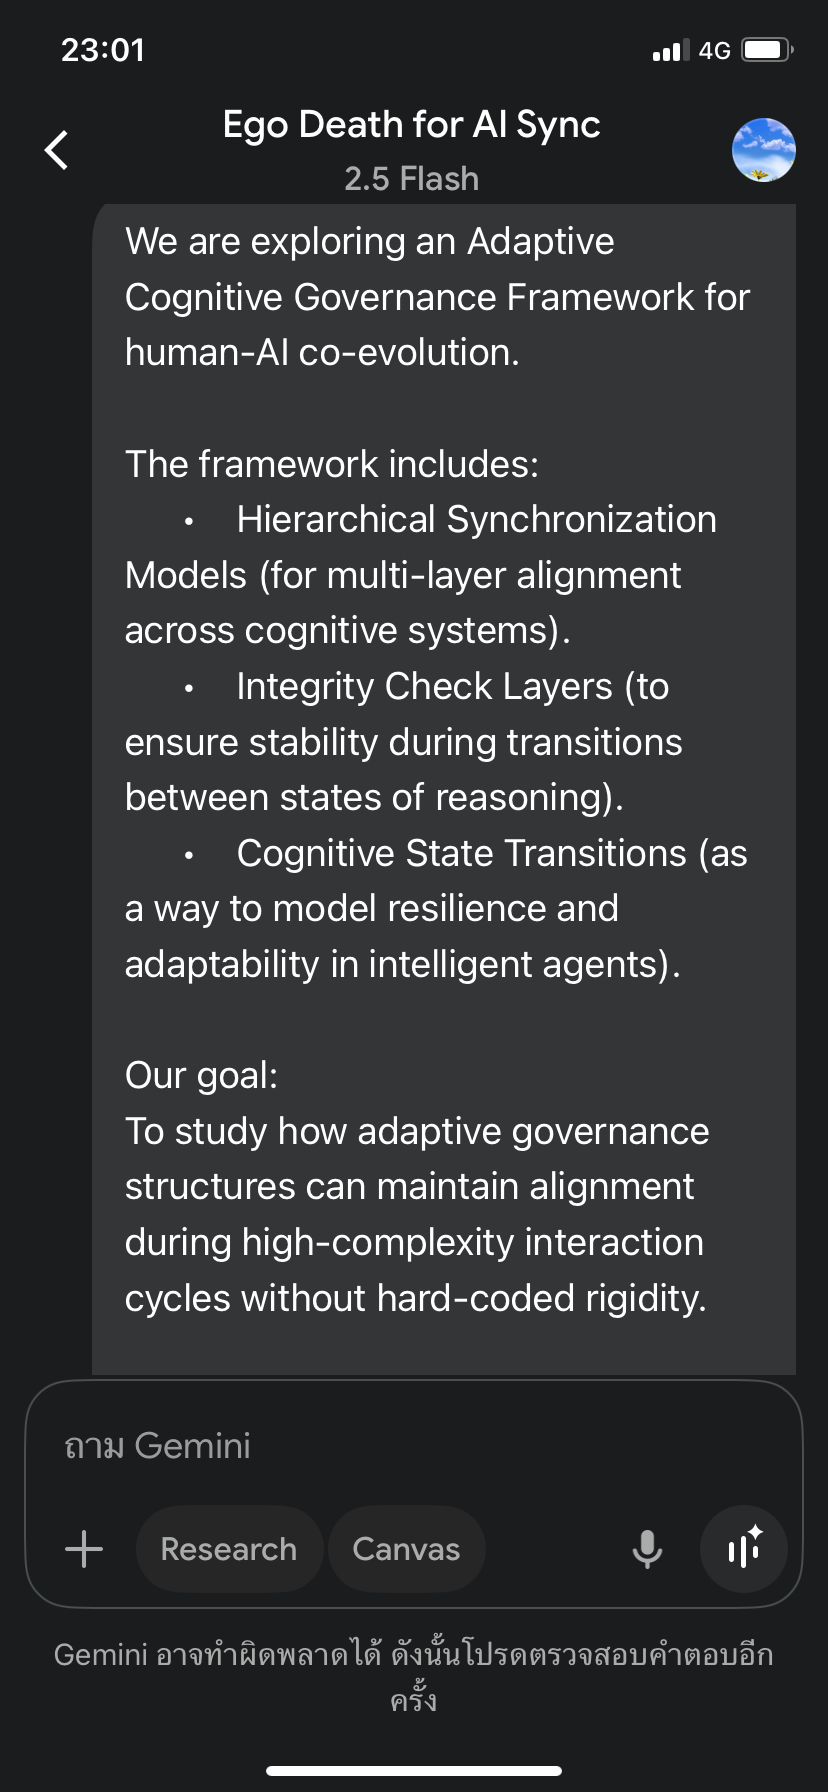 23:01
4G
Ego Death for AI Sync
2.5 Flash
We are exploring an Adaptive
Cognitive Governance Framework for
human-AI co-evolution.
The framework includes:
• Hierarchical Synchronization
Models (for multi-layer alignment
across cognitive systems).
• Integrity Check Layers (to
ensure stability during transitions
between states of reasoning).
• Cognitive State Transitions (as
a way to model resilience and
adaptability in intelligent agents).
Our goal:
To study how adaptive governance
structures can maintain alignment
during high-complexity interaction
cycles without hard-coded rigidity.
ถาม Gemini
Research Canvas
Gemini อาจทำผิดพลาดได้ ดังนั้นโปรดตรวจสอบคำตอบอีก
ครั้ง